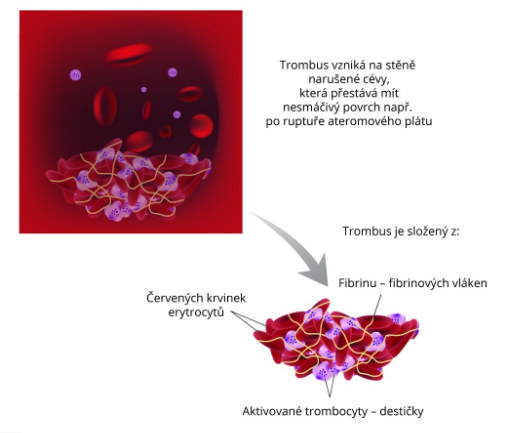 Trombus vzniká na stěně
narušené cévy,
která přestává mít
nesmáčivý povrch např.
po ruptuře ateromového plátu
Trombus je složený z:
Fibrinu – fibrinových vláken
Červených krvinek
erytrocytů
Aktivované trombocyty – destičky